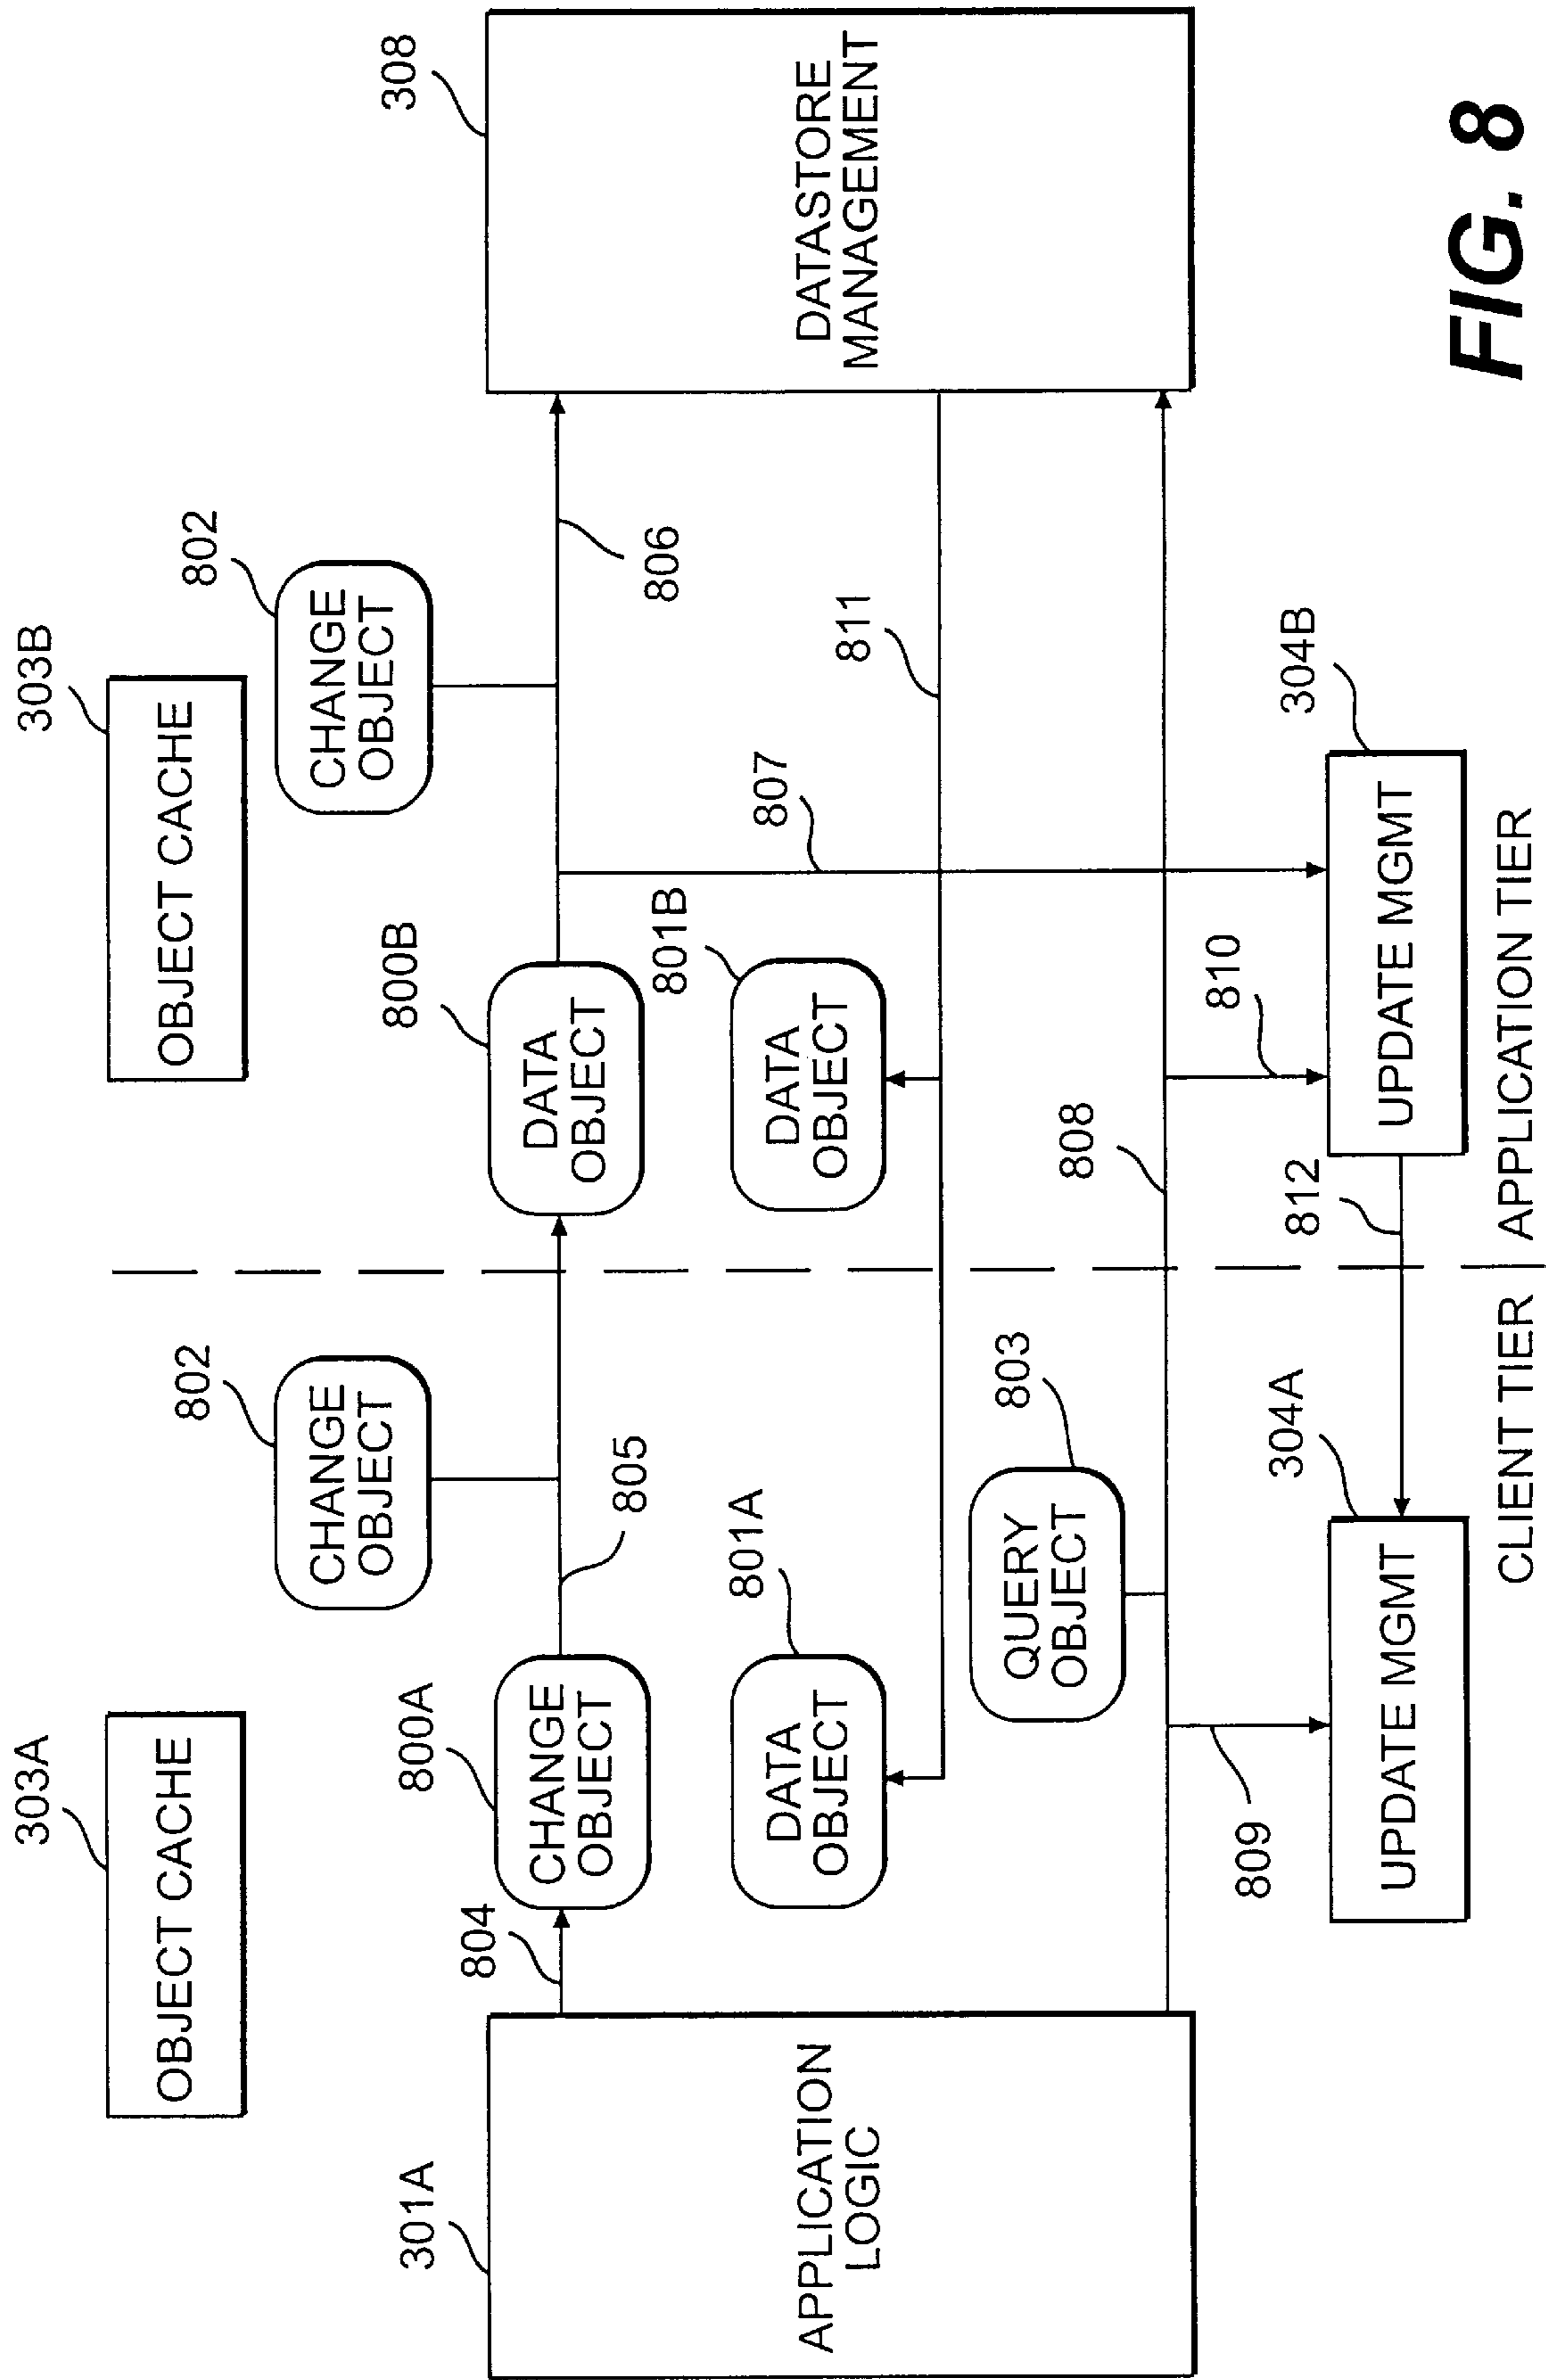 303A
OBJECT CACHE
303B
OBJECT CACHE
802
CHANGE
OBJECT
802
CHANGE
OBJECT
301A
APPLICATION
LOGIC
804
800A
CHANGE
OBJECT
805
800B
DATA
OBJECT
806
308
DATASTORE
MANAGEMENT
801A
DATA
OBJECT
801B
DATA
OBJECT
807
811
803
QUERY
OBJECT
808
809
810
304A
UPDATE MGMT
812
304B
UPDATE MGMT
CLIENT TIER
APPLICATION TIER
FIG. 8